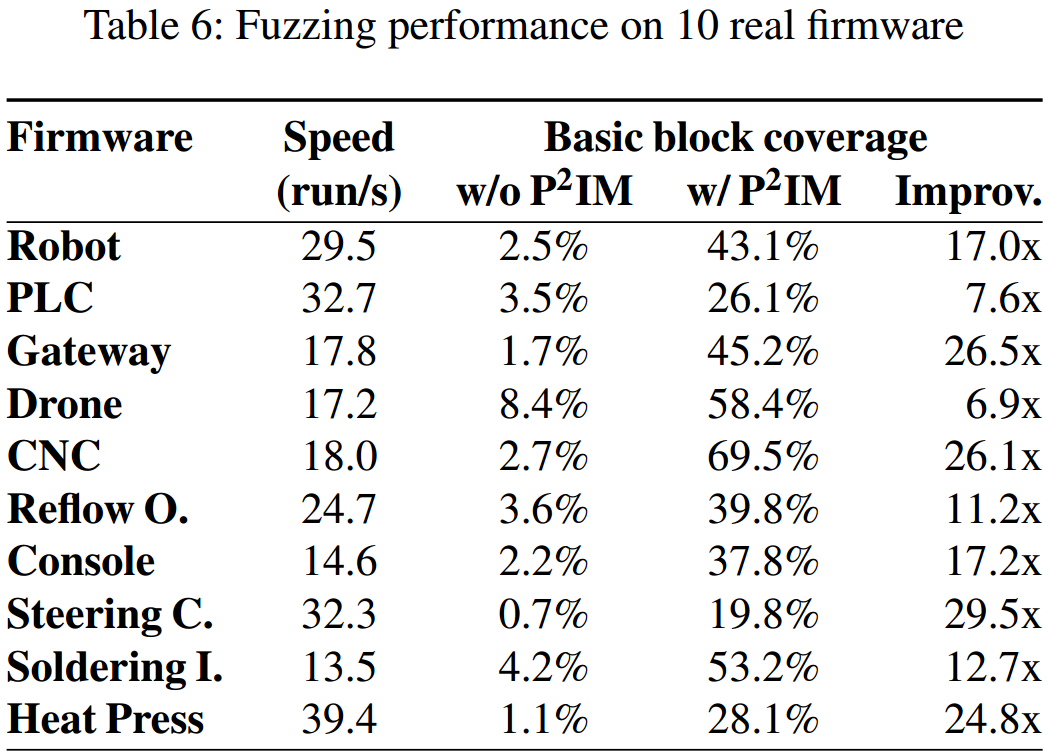 Table 6: Fuzzing performance on 10 real firmware
Firmware Speed Basic block coverage
(run/s) w/o P²IM w/ P²IM Improv.
Robot 29.5 2.5% 43.1% 17.0x
PLC 32.7 3.5% 26.1% 7.6x
Gateway 17.8 1.7% 45.2% 26.5x
Drone 17.2 8.4% 58.4% 6.9x
CNC 18.0 2.7% 69.5% 26.1x
Reflow O. 24.7 3.6% 39.8% 11.2x
Console 14.6 2.2% 37.8% 17.2x
Steering C. 32.3 0.7% 19.8% 29.5x
Soldering I. 13.5 4.2% 53.2% 12.7x
Heat Press 39.4 1.1% 28.1% 24.8x